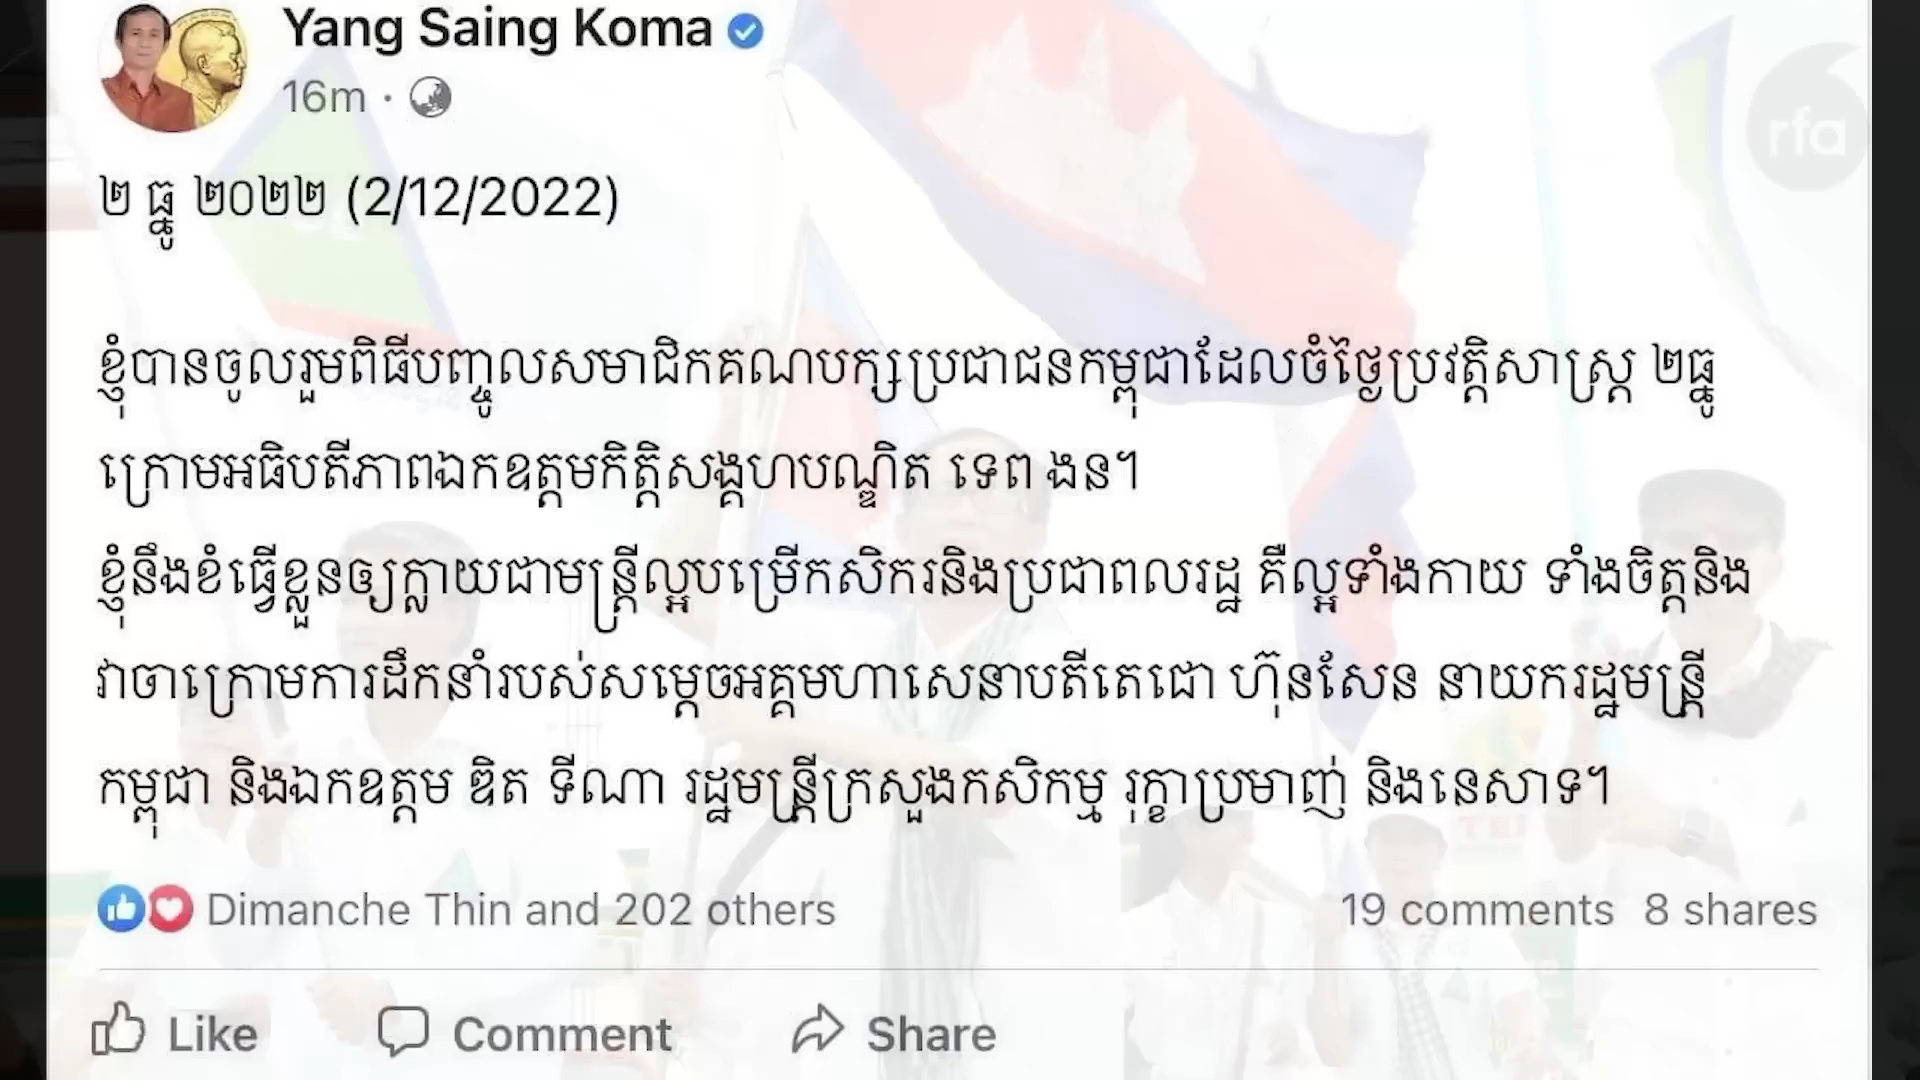 Yang Saing Koma
16m ·
rfa
២ ធ្នូ ២០២២ (2/12/2022)
ខ្ញុំបានចូលរួមពិធីបញ្ចូលសមាជិកគណបក្សប្រជាជនកម្ពុជាដែលចំថ្ងៃប្រវត្តិសាស្ត្រ ២ធ្នូ
ក្រោមអធិបតីភាពឯកឧត្តមកិត្តិសង្គហបណ្ឌិត ទេព ងន។
ខ្ញុំនឹងខំធ្វើខ្លួនឲ្យក្លាយជាមន្ត្រីល្អបម្រើកសិករនិងប្រជាពលរដ្ឋ គឺល្អទាំងកាយ ទាំងចិត្តនិង
វាចាក្រោមការដឹកនាំរបស់សម្តេចអគ្គមហាសេនាបតីតេជោ ហ៊ុនសែន នាយករដ្ឋមន្ត្រី
កម្ពុជា និងឯកឧត្តម ឌិត ទីណា រដ្ឋមន្ត្រីក្រសួងកសិកម្ម រុក្ខាប្រមាញ់ និងនេសាទ។
Dimanche Thin and 202 others
19 comments 8 shares
Like Comment Share